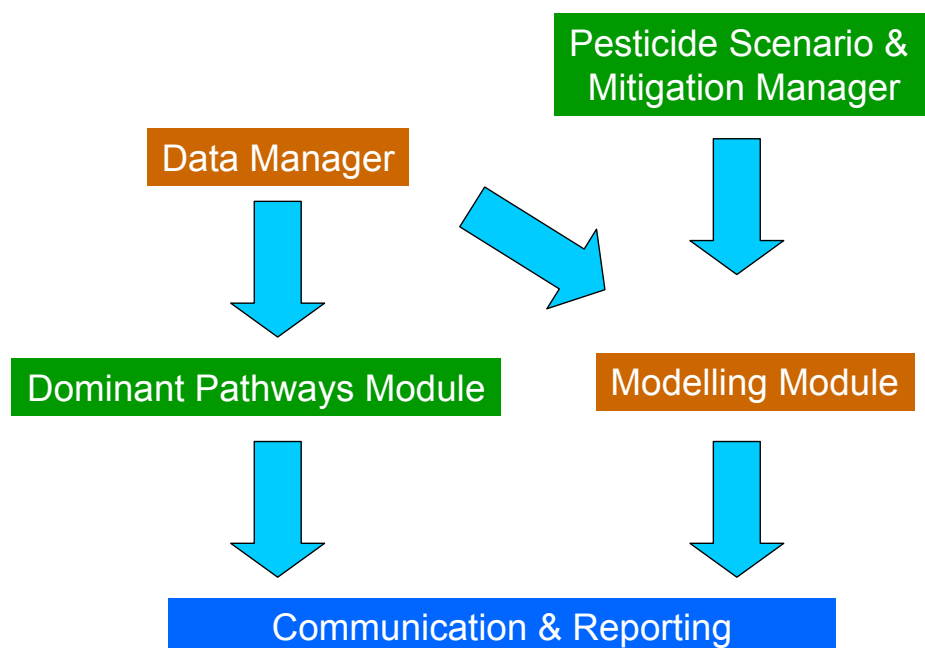 Pesticide Scenario &
Mitigation Manager
Data Manager
Dominant Pathways Module
Modelling Module
Communication & Reporting